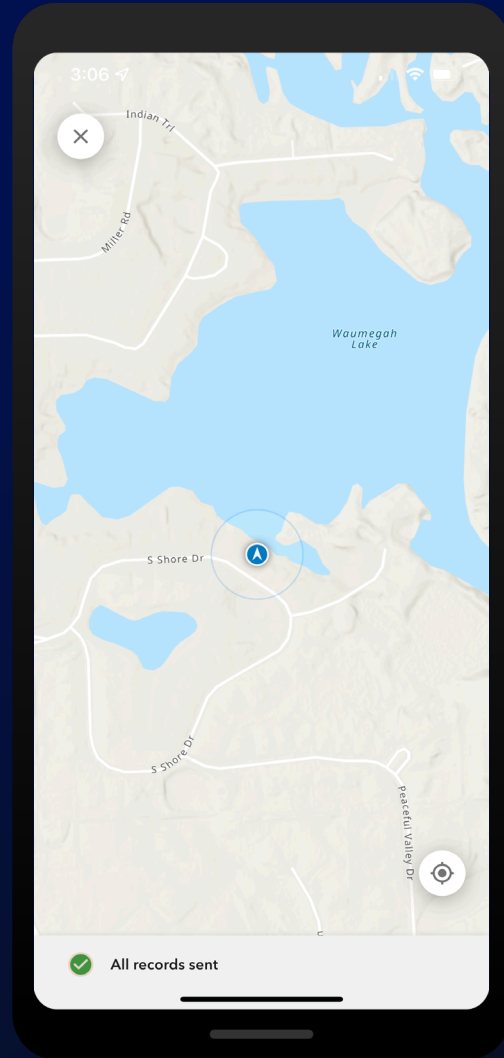 3:06
Indian Trl
Miller Rd
Waumegah
Lake
S Shore Dr
S Shore Dr
Peaceful Valley Dr
All records sent